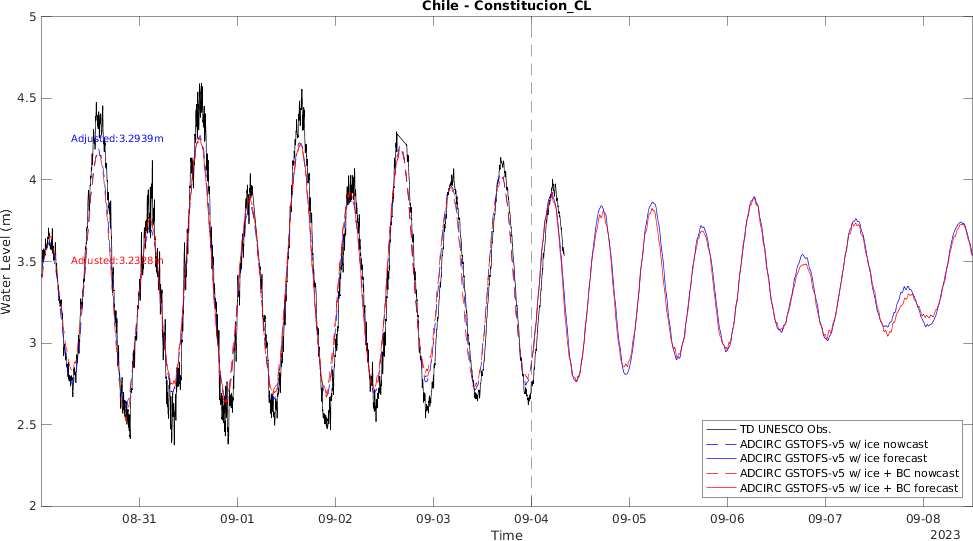 Chile - Constitucion_CL
5
4.5
4
3.5
3
2.5
2
Water Level (m)
Adjusted:3.2939m
Adjusted:3.2328m
TD UNESCO Obs.
ADCIRC GSTOFS-v5 w/ ice nowcast
ADCIRC GSTOFS-v5 w/ ice forecast
ADCIRC GSTOFS-v5 w/ ice + BC nowcast
ADCIRC GSTOFS-v5 w/ ice + BC forecast
08-31 09-01 09-02 09-03 09-04 09-05 09-06 09-07 09-08
Time
2023